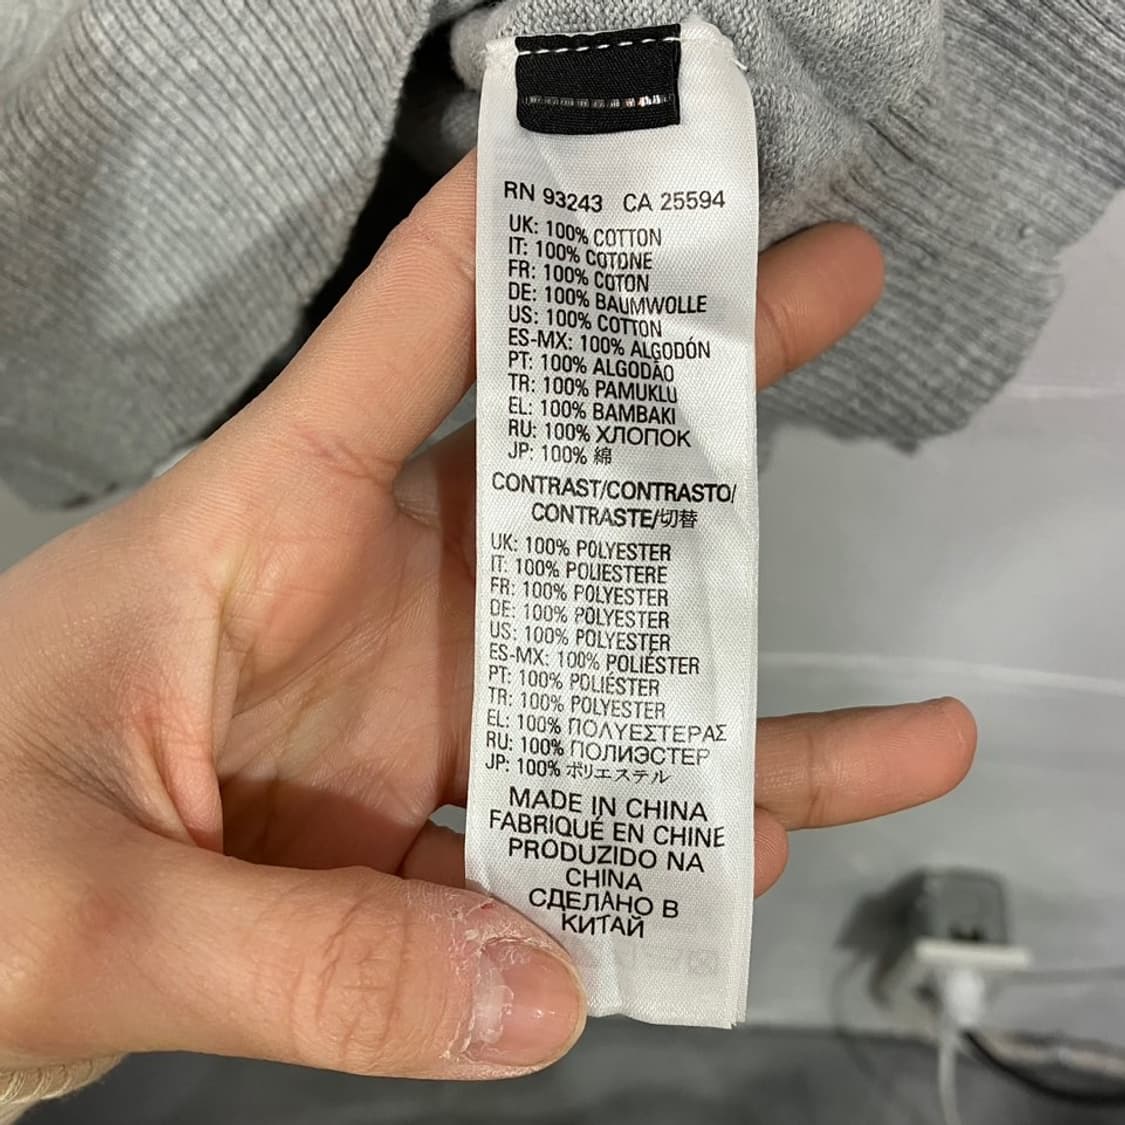 RN 93243 CA 25594
UK: 100% COTTON
IT: 100% COTONE
FR: 100% COTON
DE: 100% BAUMWOLLE
US: 100% COTTON
ES-MX: 100% ALGODÓN
PT: 100% ALGODÃO
TR: 100% PAMUKLU
EL: 100% BAMBAKI
RU: 100% ХЛОПОК
JP: 100% 綿
CONTRAST/CONTRASTO/
CONTRASTE/切替
UK: 100% POLYESTER
IT: 100% POLIESTERE
FR: 100% POLYESTER
DE: 100% POLYESTER
US: 100% POLYESTER
ES-MX: 100% POLIÉSTER
PT: 100% POLIÉSTER
TR: 100% POLYESTER
EL: 100% ΠΟΛΥΕΣΤΕΡΑΣ
RU: 100% ПОЛИЭСТЕР
JP: 100% ポリエステル
MADE IN CHINA
FABRIQUÉ EN CHINE
PRODUZIDO NA
CHINA
СДЕЛАНО В
КИТАЙ